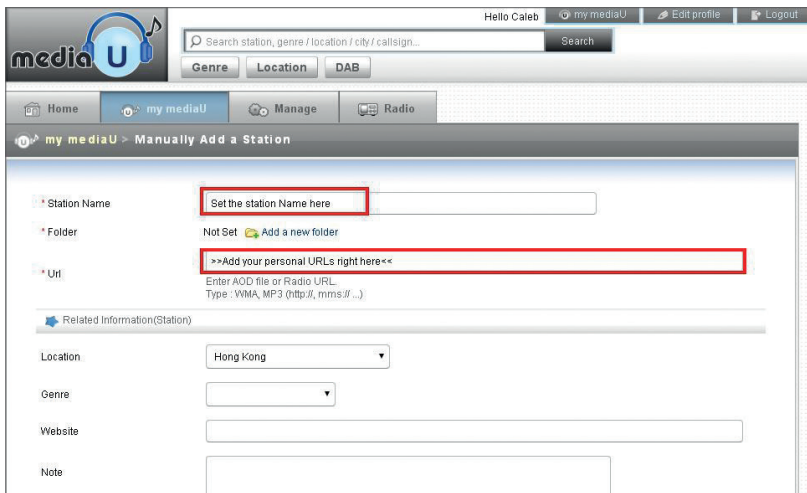 Hello Caleb my mediaU Edit profile Logout
media U
Search station, genre / location / city / callsign... Search
Genre Location DAB
Home my mediaU Manage Radio
my mediaU > Manually Add a Station
* Station Name Set the station Name here
* Folder Not Set Add a new folder
* Url >>Add your personal URLs right here<<
Enter AOD file or Radio URL.
Type : WMA, MP3 (http://, mms:// ...)
Related Information(Station)
Location Hong Kong
Genre
Website
Note